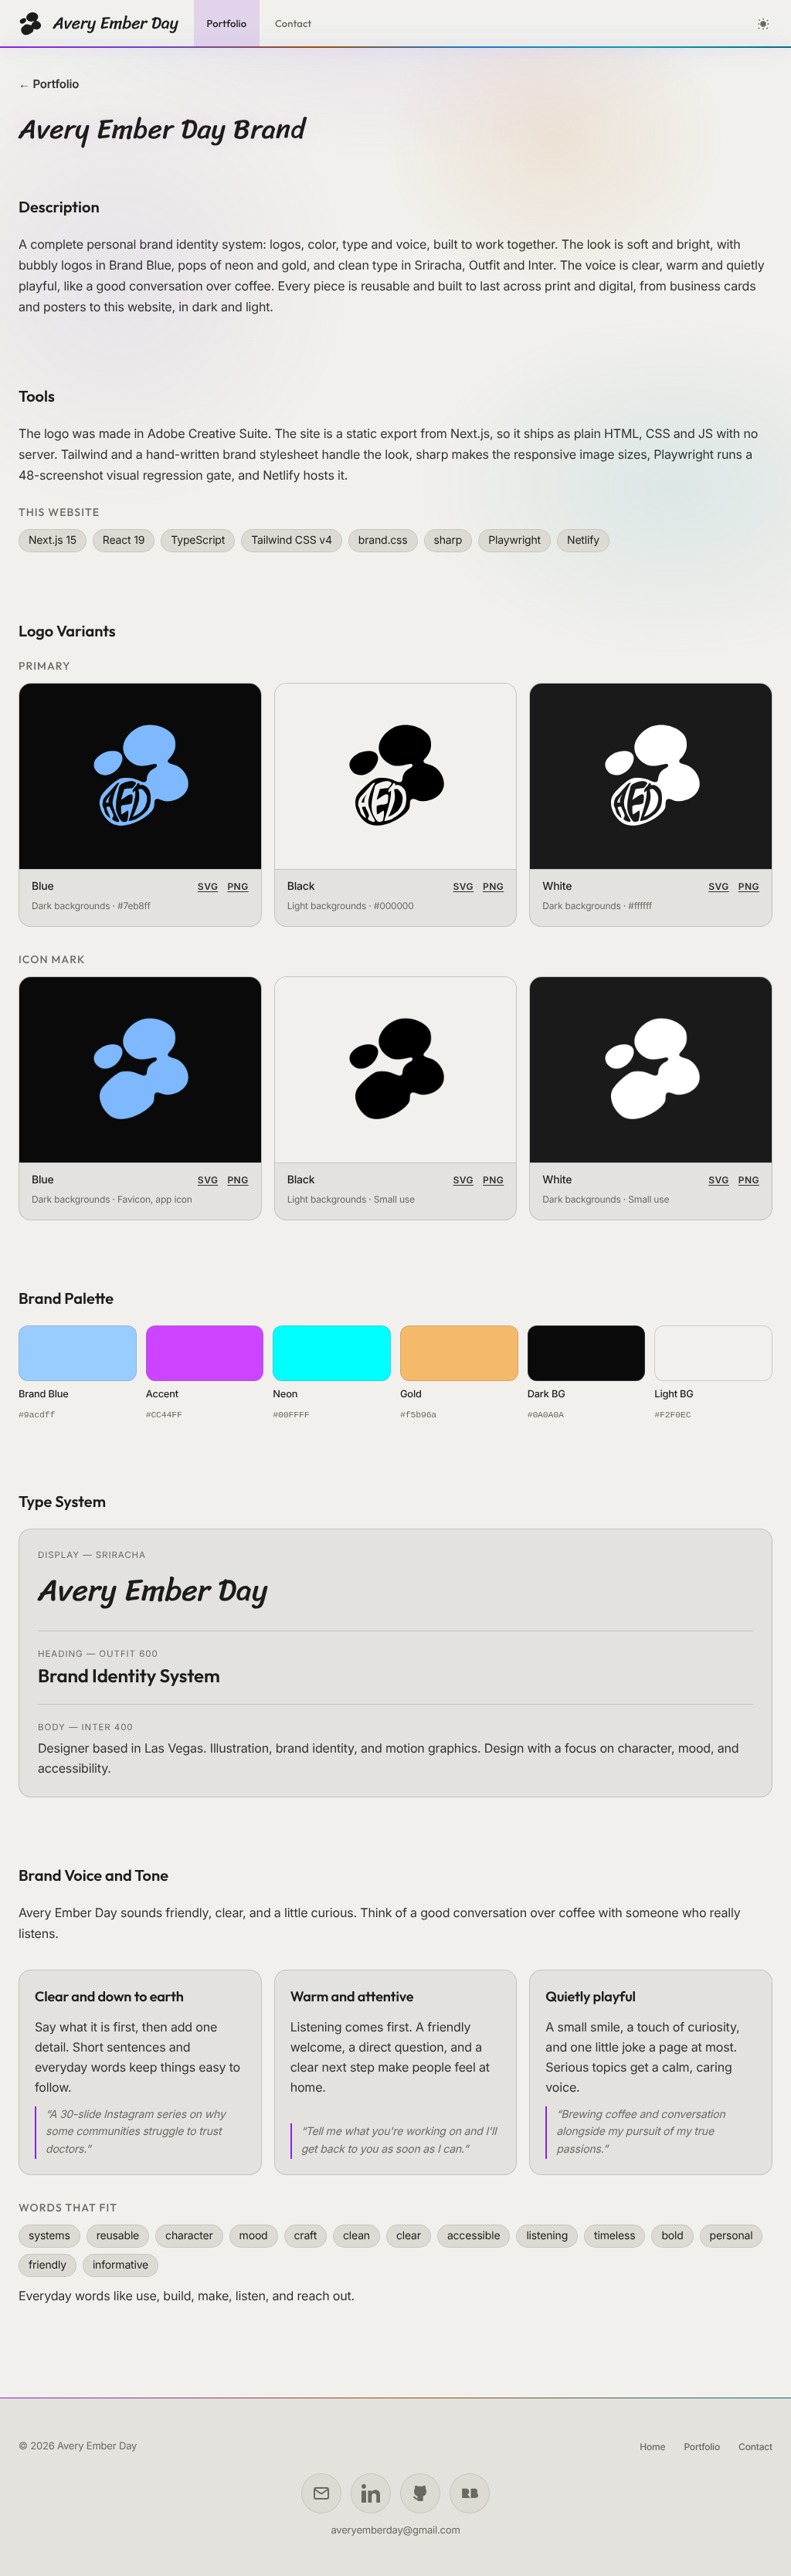 Avery Ember Day
Portfolio
Contact
← Portfolio
Avery Ember Day Brand
Description
A complete personal brand identity system: logos, color, type and voice, built to work together. The look is soft and bright, with
bubbly logos in Brand Blue, pops of neon and gold, and clean type in Sriracha, Outfit and Inter. The voice is clear, warm and quietly
playful, like a good conversation over coffee. Every piece is reusable and built to last across print and digital, from business cards
and posters to this website, in dark and light.
Tools
The logo was made in Adobe Creative Suite. The site is a static export from Next.js, so it ships as plain HTML, CSS and JS with no
server. Tailwind and a hand-written brand stylesheet handle the look, sharp makes the responsive image sizes, Playwright runs a
48-screenshot visual regression gate, and Netlify hosts it.
THIS WEBSITE
Next.js 15 React 19 TypeScript Tailwind CSS v4 brand.css sharp Playwright Netlify
Logo Variants
PRIMARY
AED AED AED
Blue SVG PNG
Dark backgrounds · #7eb8ff
Black SVG PNG
Light backgrounds · #000000
White SVG PNG
Dark backgrounds · #ffffff
ICON MARK
Blue SVG PNG
Dark backgrounds · Favicon, app icon
Black SVG PNG
Light backgrounds · Small use
White SVG PNG
Dark backgrounds · Small use
Brand Palette
Brand Blue
#9acdff
Accent
#CC44FF
Neon
#00FFFF
Gold
#f5b96a
Dark BG
#0A0A0A
Light BG
#F2F0EC
Type System
DISPLAY — SRIRACHA
Avery Ember Day
HEADING — OUTFIT 600
Brand Identity System
BODY — INTER 400
Designer based in Las Vegas. Illustration, brand identity, and motion graphics. Design with a focus on character, mood, and
accessibility.
Brand Voice and Tone
Avery Ember Day sounds friendly, clear, and a little curious. Think of a good conversation over coffee with someone who really
listens.
Clear and down to earth
Say what it is first, then add one
detail. Short sentences and
everyday words keep things easy to
follow.
“A 30-slide Instagram series on why
some communities struggle to trust
doctors.”
Warm and attentive
Listening comes first. A friendly
welcome, a direct question, and a
clear next step make people feel at
home.
“Tell me what you're working on and I'll
get back to you as soon as I can.”
Quietly playful
A small smile, a touch of curiosity,
and one little joke a page at most.
Serious topics get a calm, caring
voice.
“Brewing coffee and conversation
alongside my pursuit of my true
passions.”
WORDS THAT FIT
systems reusable character mood craft clean clear accessible listening timeless bold personal
friendly informative
Everyday words like use, build, make, listen, and reach out.
© 2026 Avery Ember Day
Home Portfolio Contact
in RB
averyemberday@gmail.com